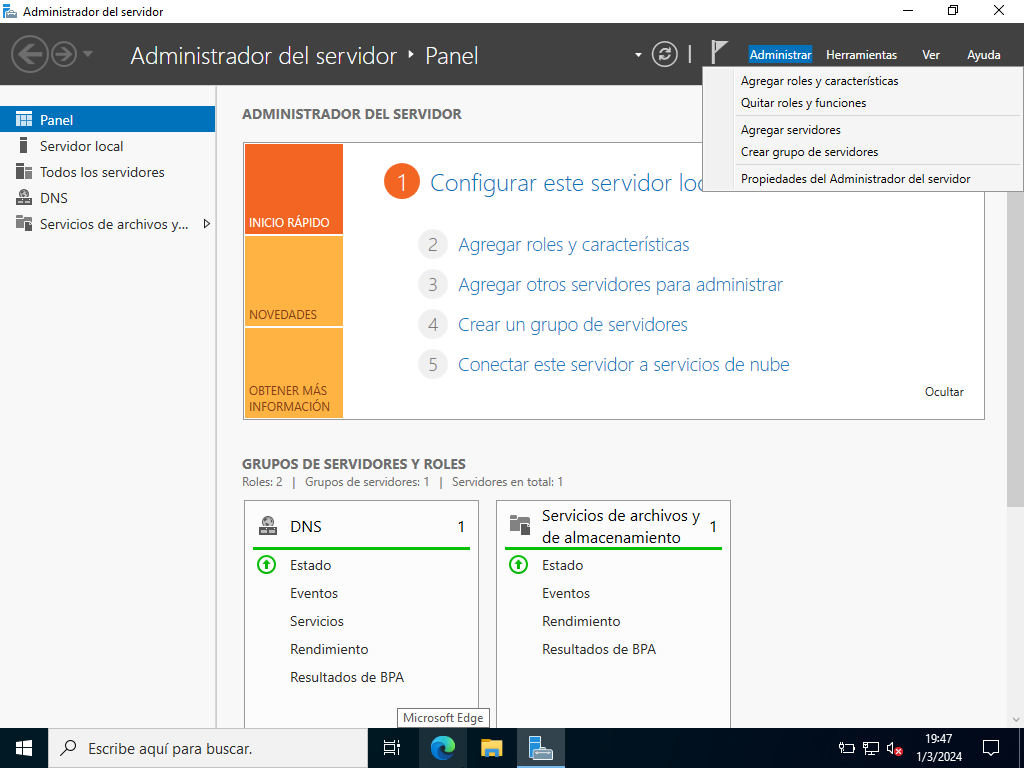 Administrador del servidor
Administrador del servidor
Panel
Administrar
Herramientas
Ver
Ayuda
Agregar roles y características
Quitar roles y funciones
Agregar servidores
Crear grupo de servidores
Propiedades del Administrador del servidor
Panel
Servidor local
Todos los servidores
DNS
Servicios de archivos y...
ADMINISTRADOR DEL SERVIDOR
INICIO RÁPIDO
NOVEDADES
OBTENER MÁS
INFORMACIÓN
1 Configurar este servidor loc
2 Agregar roles y características
3 Agregar otros servidores para administrar
4 Crear un grupo de servidores
5 Conectar este servidor a servicios de nube
Ocultar
GRUPOS DE SERVIDORES Y ROLES
Roles: 2 | Grupos de servidores: 1 | Servidores en total: 1
DNS 1
Estado
Eventos
Servicios
Rendimiento
Resultados de BPA
Servicios de archivos y
de almacenamiento 1
Estado
Eventos
Rendimiento
Resultados de BPA
Microsoft Edge
Escribe aquí para buscar.
19:47
1/3/2024